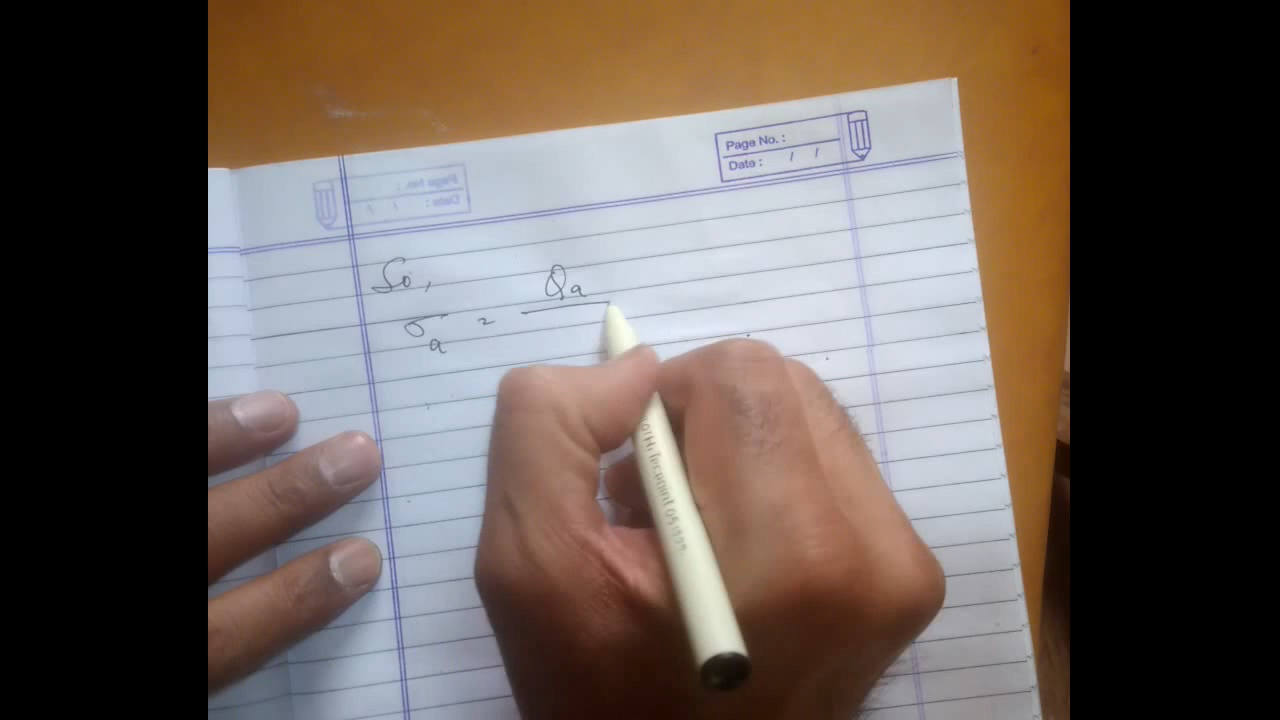 Page No. :
Date : / /
So,
σa = Qa